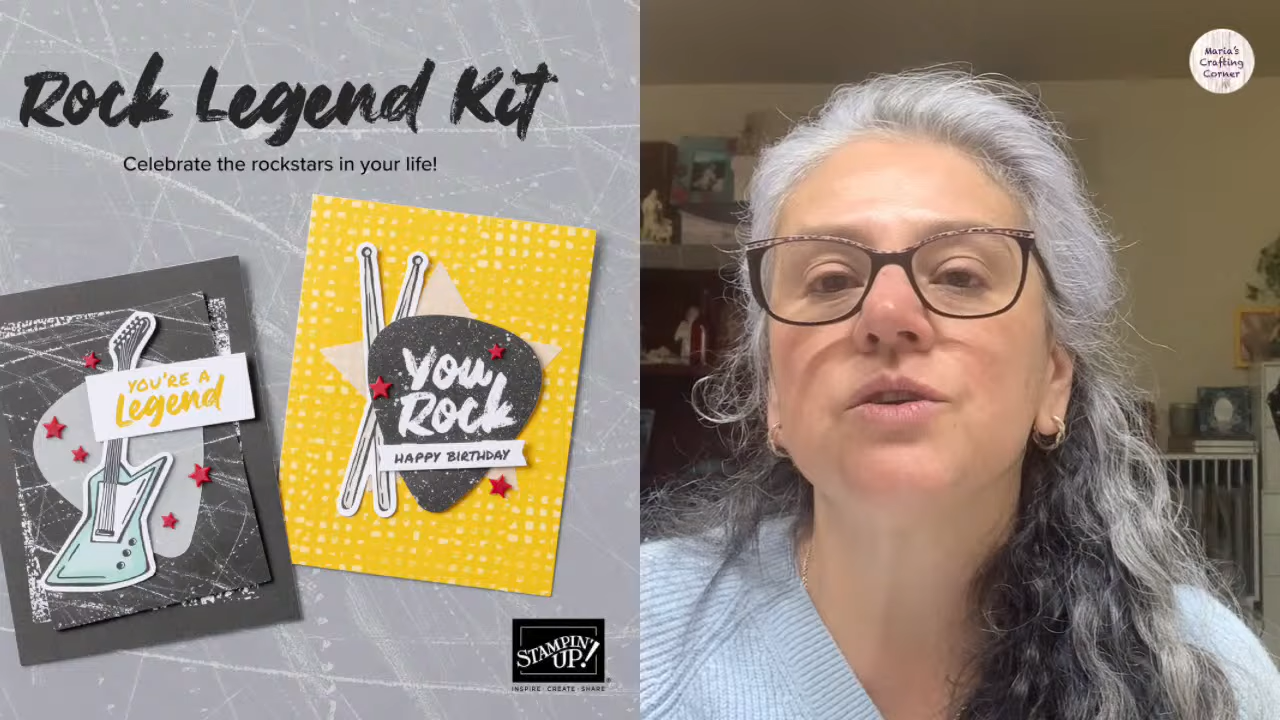 Rock Legend Kit
Celebrate the rockstars in your life!
YOU'RE A
Legend
You
Rock
HAPPY BIRTHDAY
STAMPIN'
UP!
®
INSPIRE · CREATE · SHARE
Maria's
Crafting
Corner